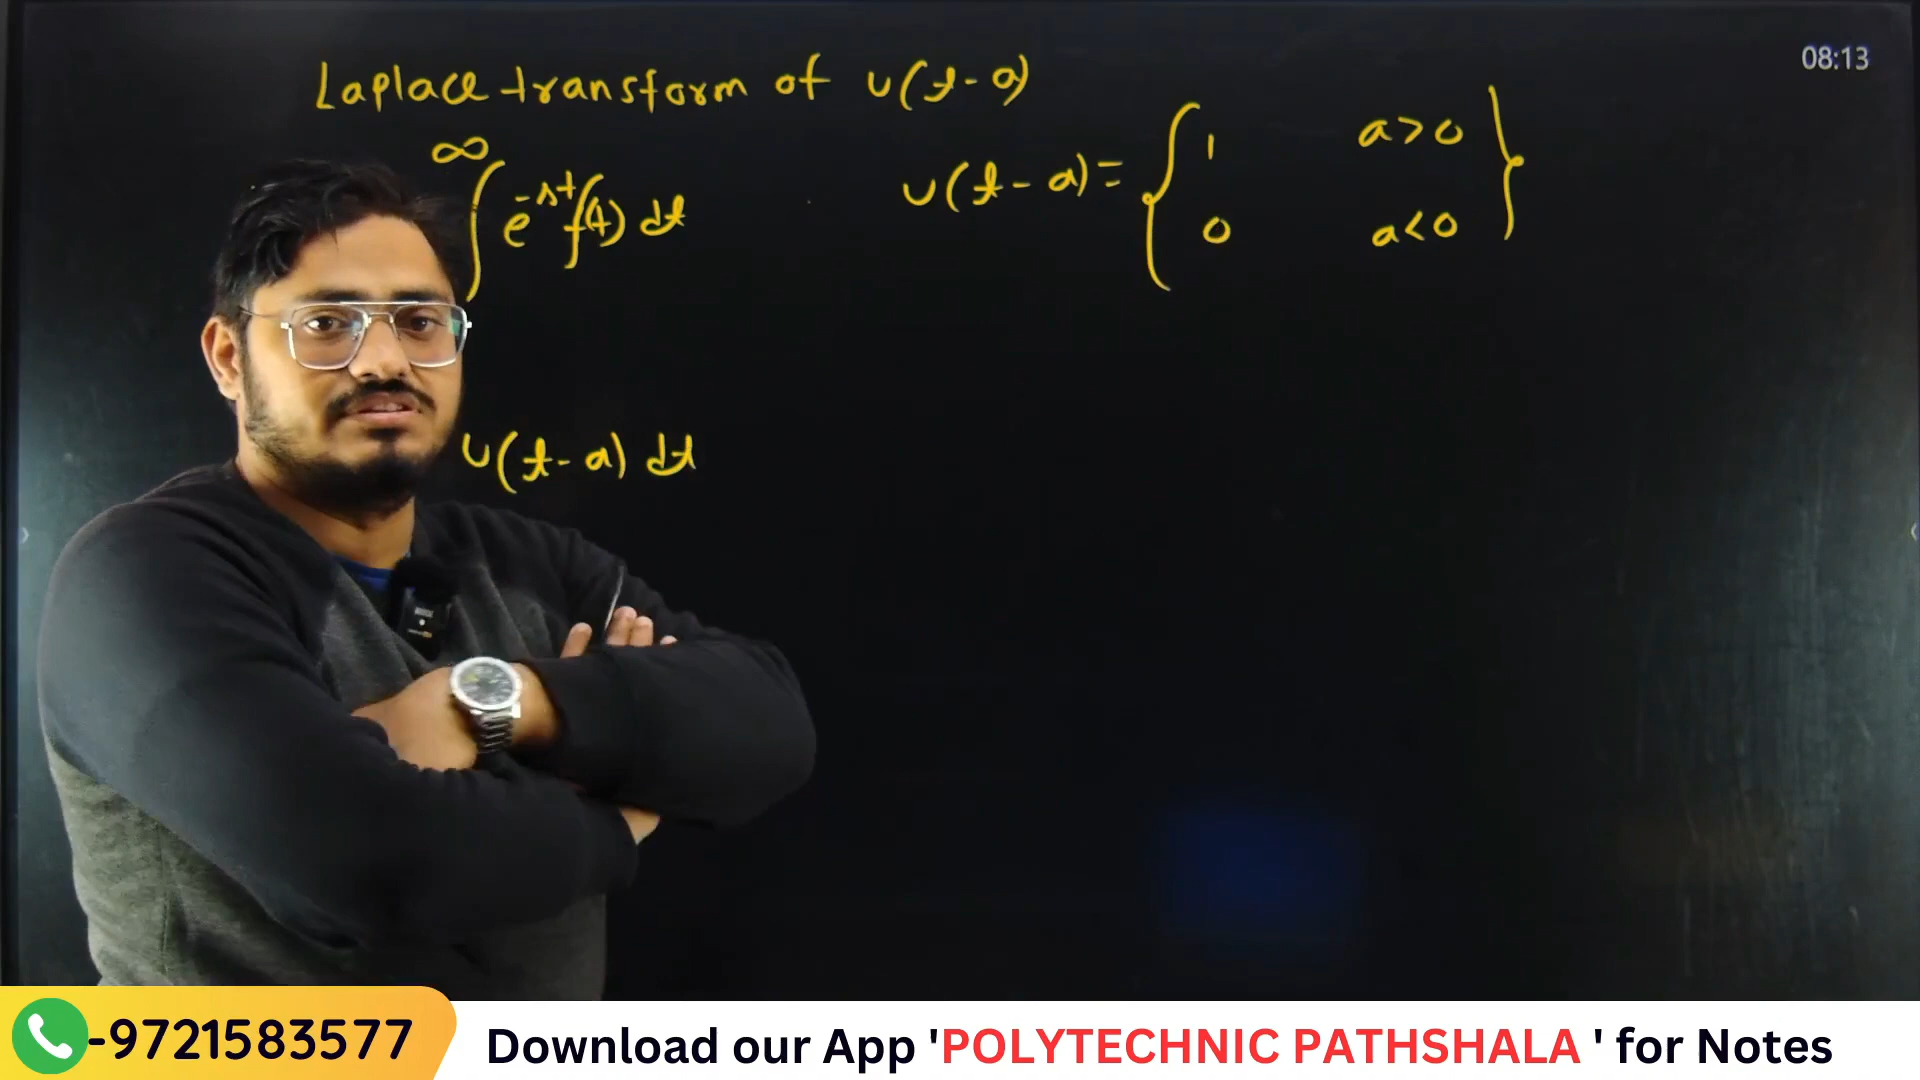 08:13
Laplace transform of u(t-a)
∞
∫ e^-st f(t) dt
u(t-a) = { 1 a>0
0 a<0 }
u(t-a) dt
-9721583577
Download our App 'POLYTECHNIC PATHSHALA ' for Notes